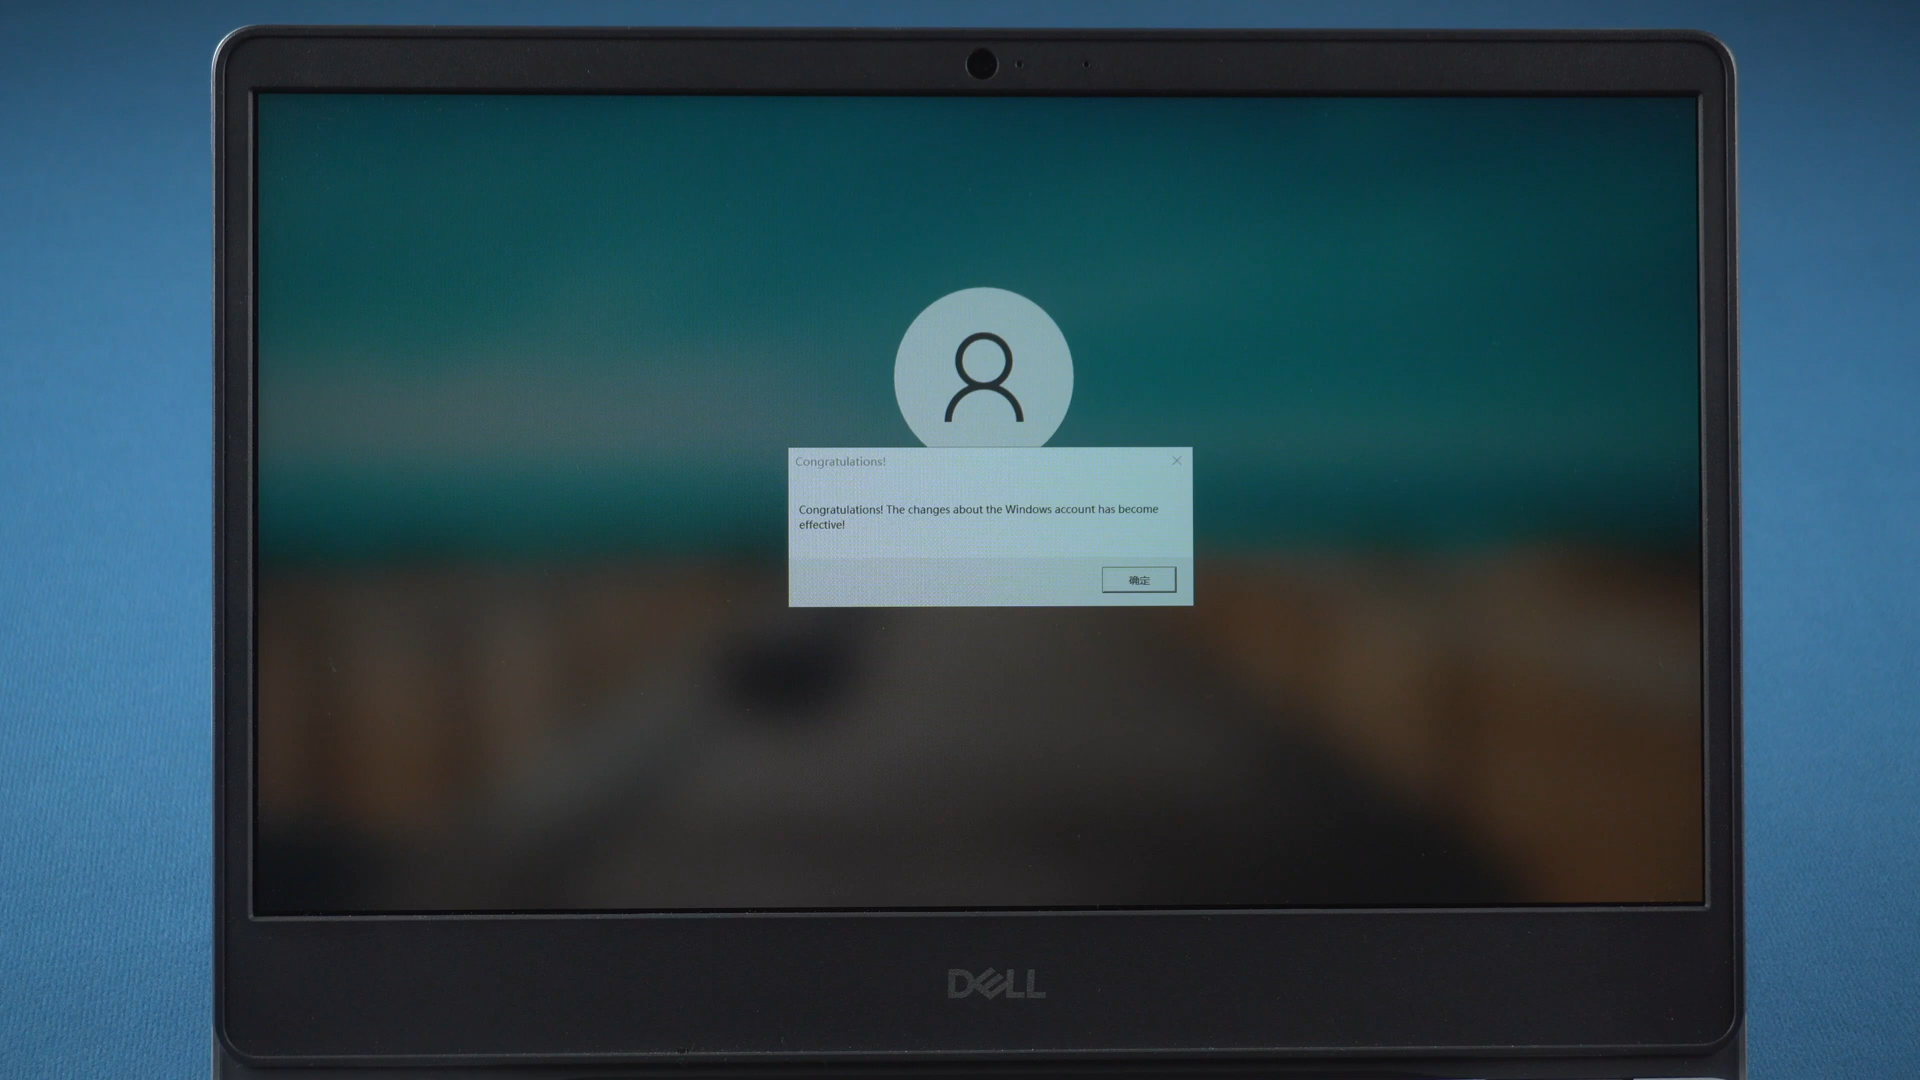 Congratulations!
Congratulations! The changes about the Windows account has become
effective!
确定
DELL